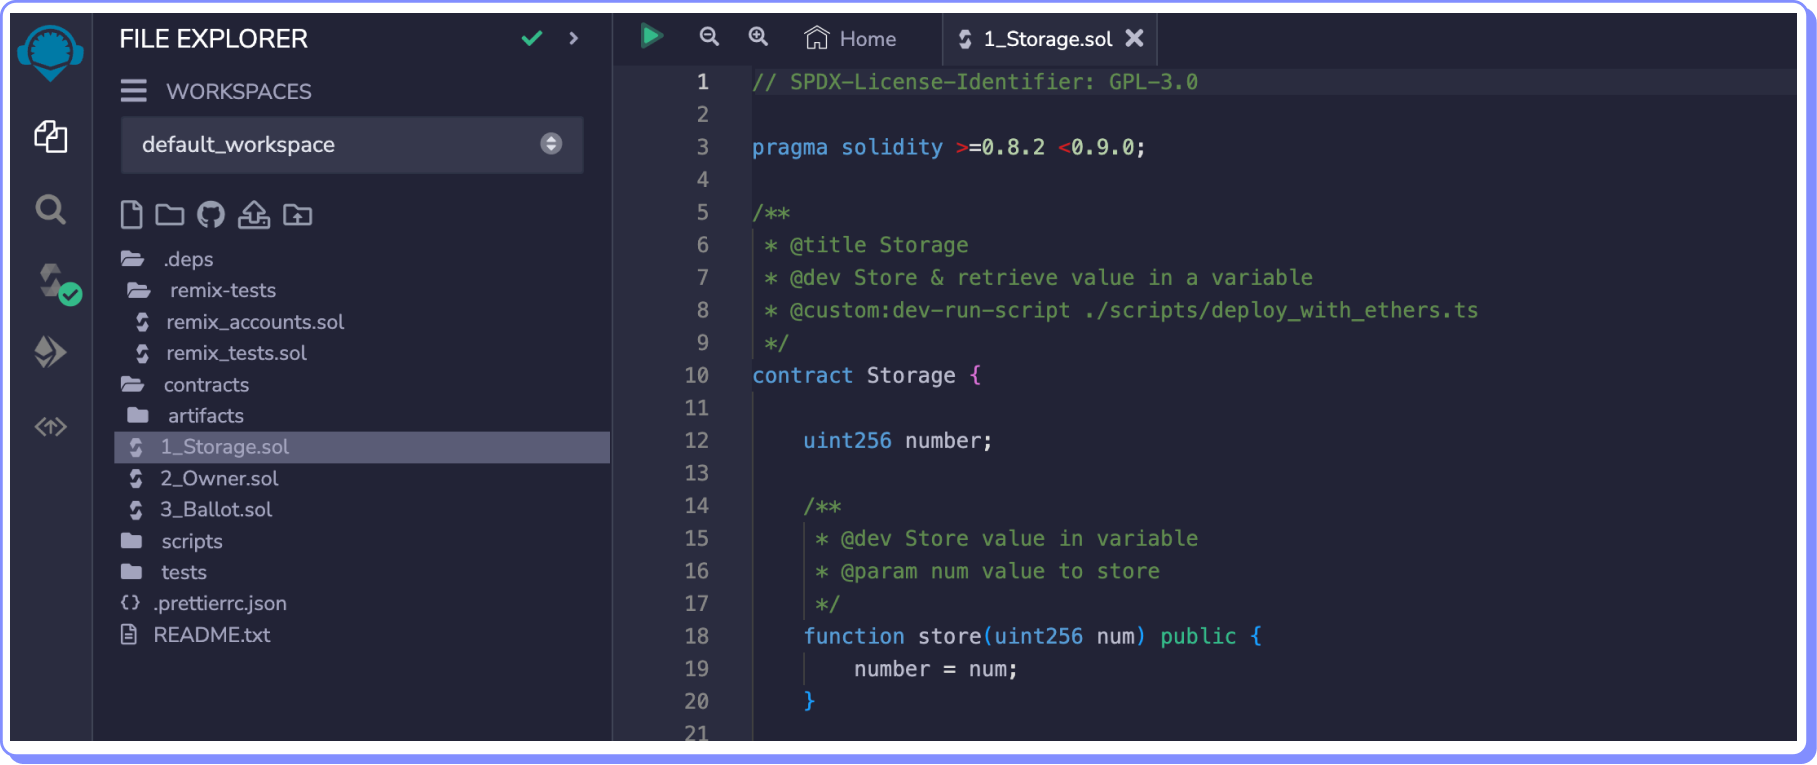 FILE EXPLORER
WORKSPACES
default_workspace
.deps
remix-tests
remix_accounts.sol
remix_tests.sol
contracts
artifacts
1_Storage.sol
2_Owner.sol
3_Ballot.sol
scripts
tests
{} .prettierrc.json
README.txt
Home
1_Storage.sol
1 // SPDX-License-Identifier: GPL-3.0
2
3 pragma solidity >=0.8.2 <0.9.0;
4
5 /**
6  * @title Storage
7  * @dev Store & retrieve value in a variable
8  * @custom:dev-run-script ./scripts/deploy_with_ethers.ts
9  */
10 contract Storage {
11
12     uint256 number;
13
14     /**
15      * @dev Store value in variable
16      * @param num value to store
17      */
18     function store(uint256 num) public {
19         number = num;
20     }
21